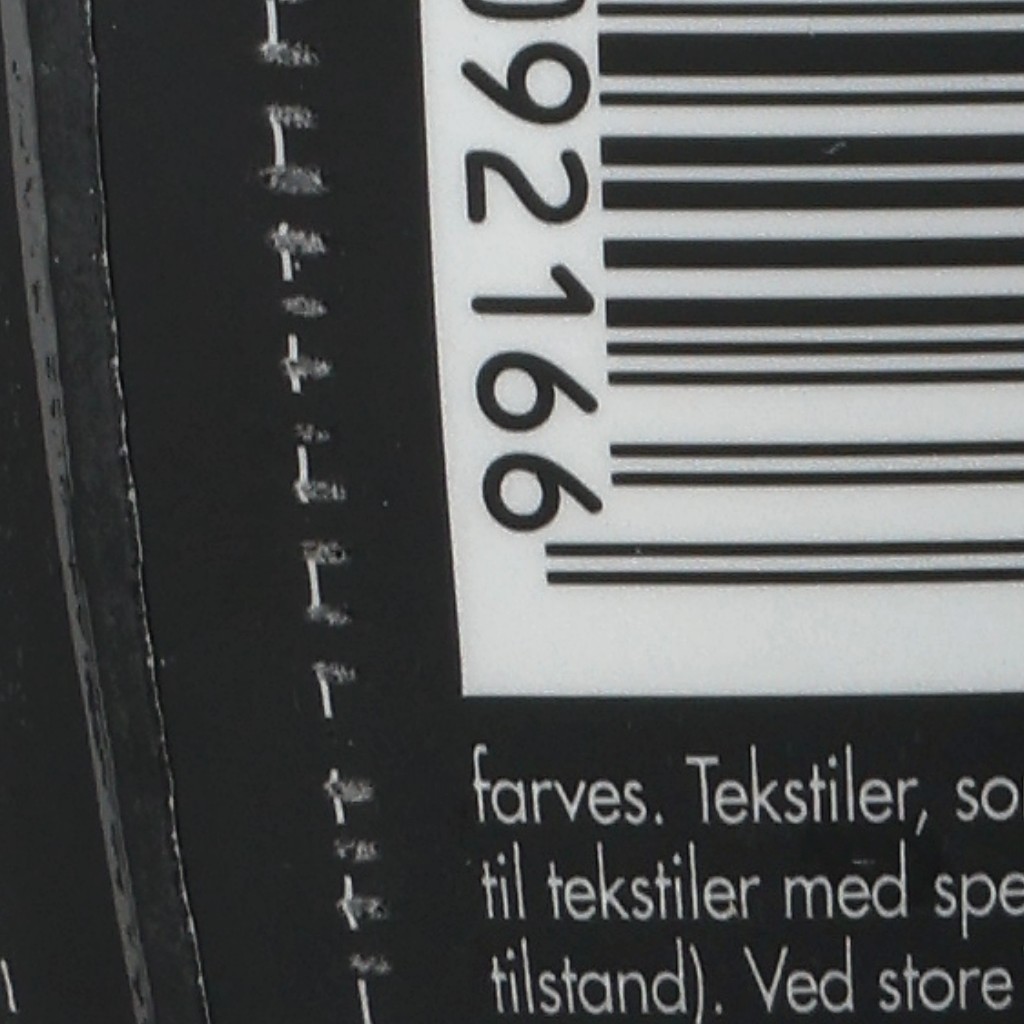 092166
farves. Tekstiler, so
til tekstiler med spe
tilstand). Ved store